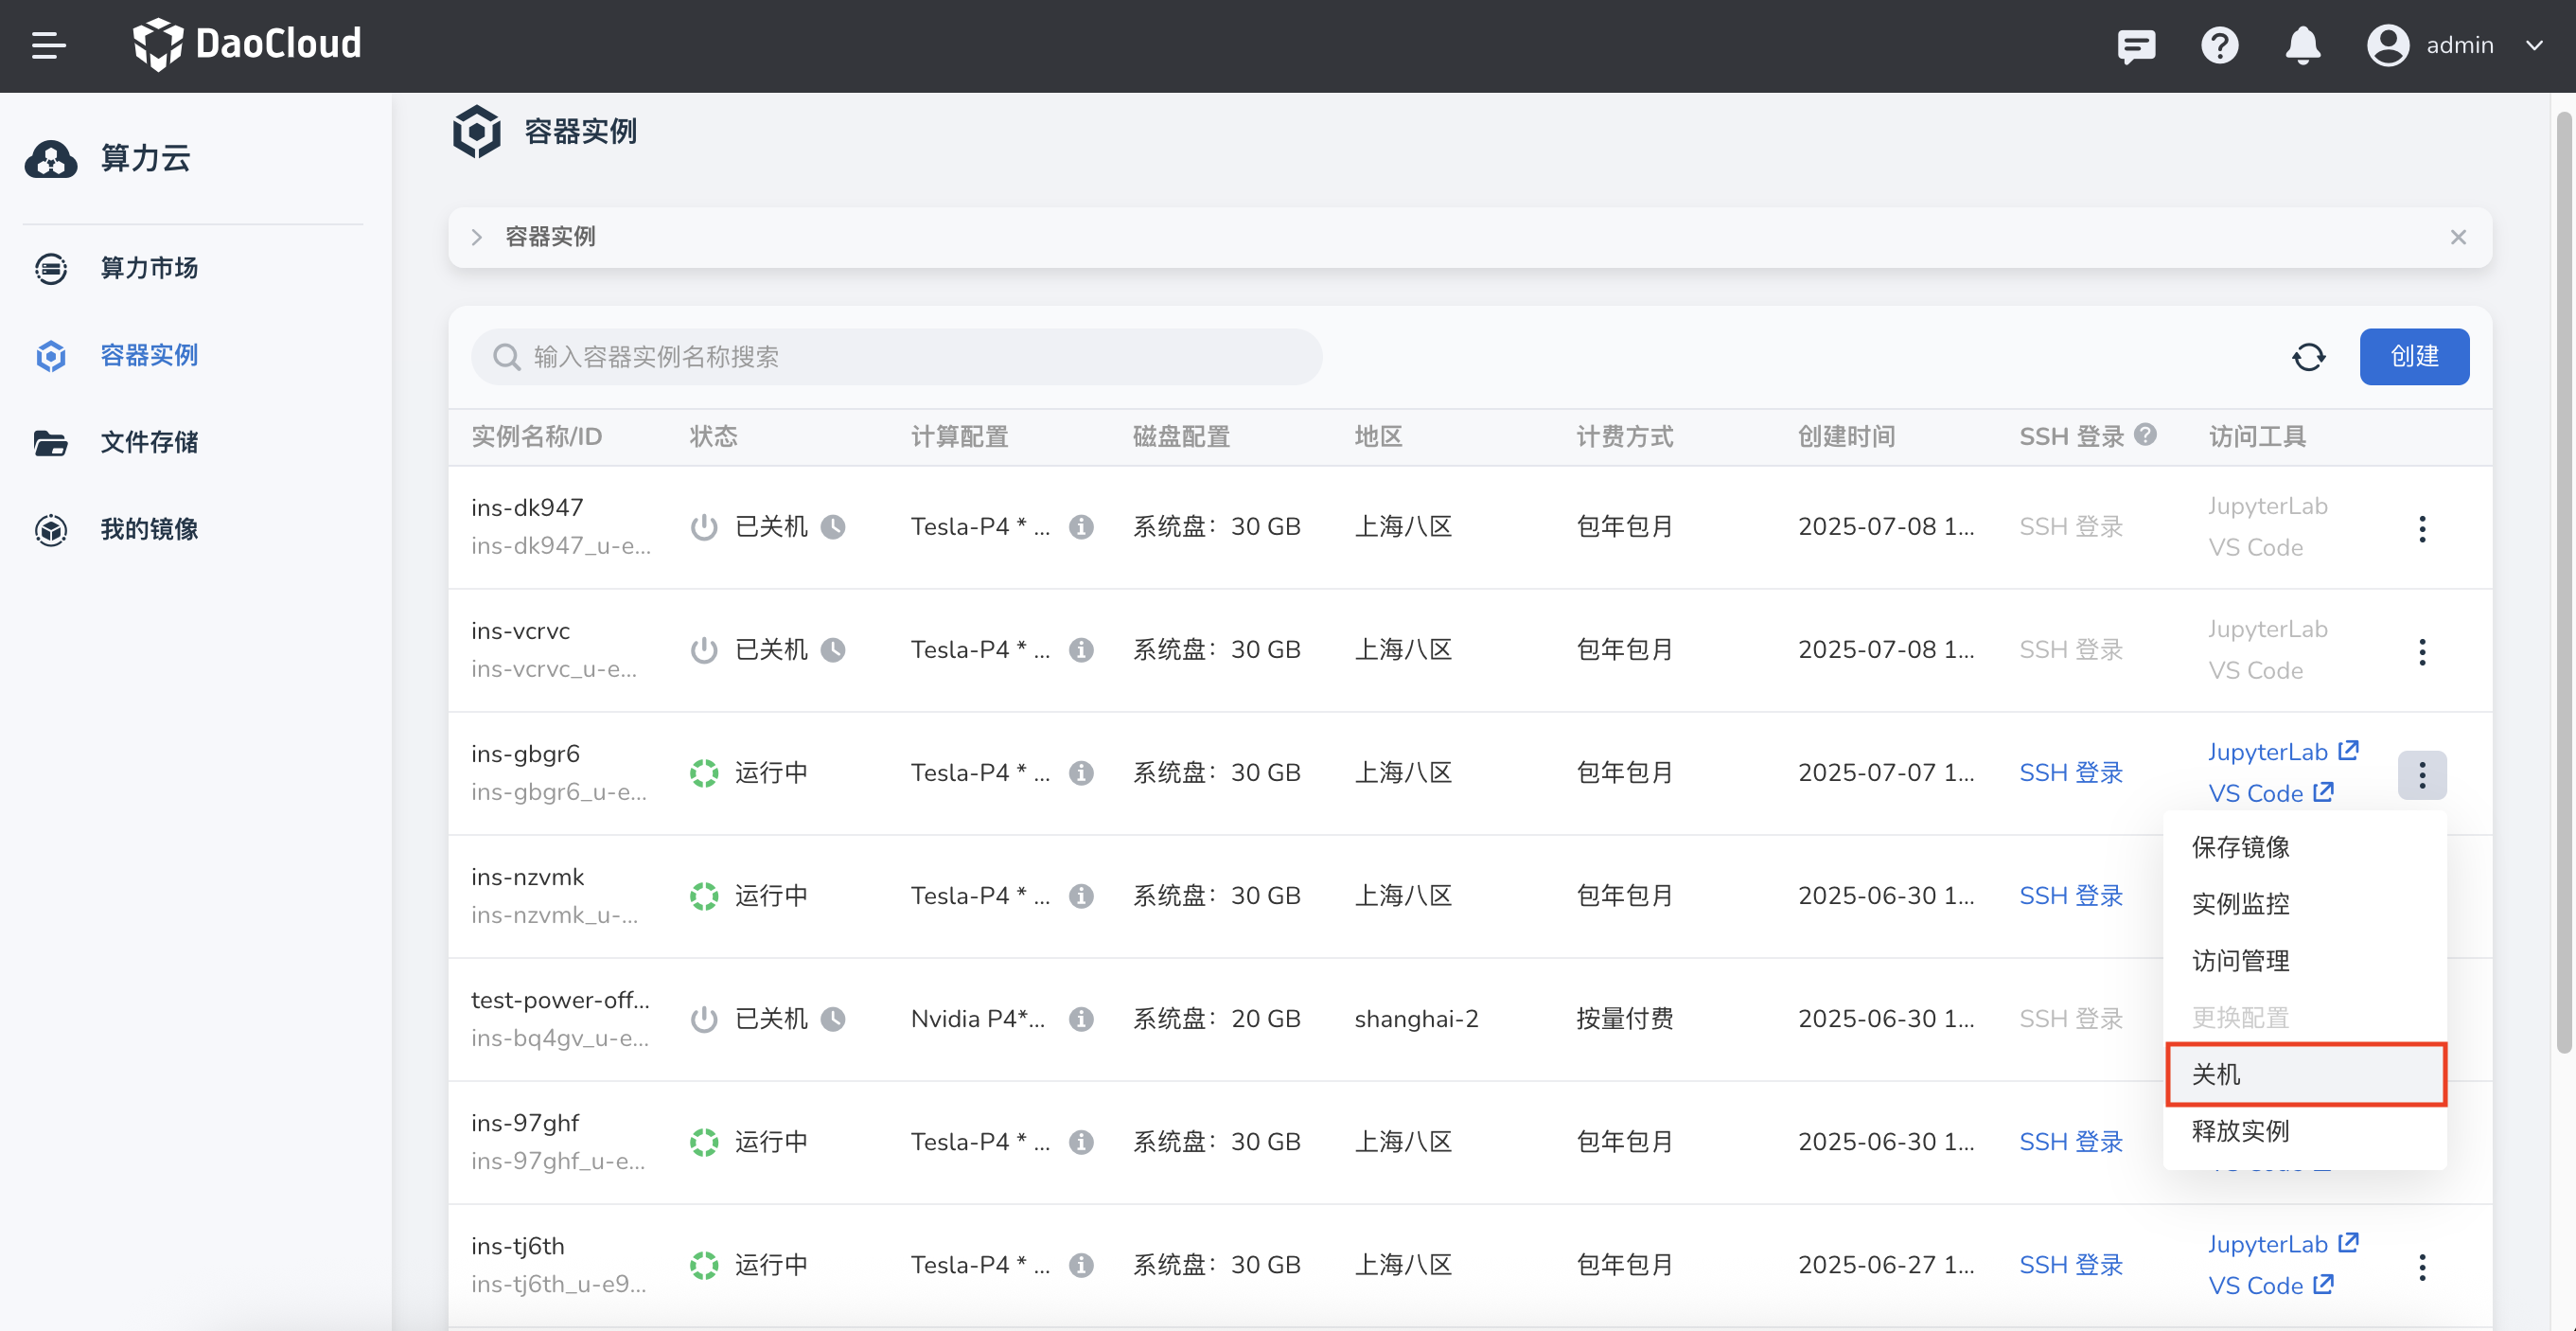 DaoCloud
admin
算力云
算力市场
容器实例
文件存储
我的镜像
容器实例
容器实例
输入容器实例名称搜索
创建
实例名称/ID 状态 计算配置 磁盘配置 地区 计费方式 创建时间 SSH 登录 访问工具
ins-dk947
ins-dk947_u-e...
已关机 Tesla-P4 * ... 系统盘：30 GB 上海八区 包年包月 2025-07-08 1... SSH 登录
JupyterLab
VS Code
ins-vcrvc
ins-vcrvc_u-e...
已关机 Tesla-P4 * ... 系统盘：30 GB 上海八区 包年包月 2025-07-08 1... SSH 登录
JupyterLab
VS Code
ins-gbgr6
ins-gbgr6_u-e...
运行中 Tesla-P4 * ... 系统盘：30 GB 上海八区 包年包月 2025-07-07 1... SSH 登录
JupyterLab
VS Code
ins-nzvmk
ins-nzvmk_u-...
运行中 Tesla-P4 * ... 系统盘：30 GB 上海八区 包年包月 2025-06-30 1... SSH 登录
test-power-off...
ins-bq4gv_u-e...
已关机 Nvidia P4*... 系统盘：20 GB shanghai-2 按量付费 2025-06-30 1... SSH 登录
ins-97ghf
ins-97ghf_u-e...
运行中 Tesla-P4 * ... 系统盘：30 GB 上海八区 包年包月 2025-06-30 1... SSH 登录
ins-tj6th
ins-tj6th_u-e9...
运行中 Tesla-P4 * ... 系统盘：30 GB 上海八区 包年包月 2025-06-27 1... SSH 登录
JupyterLab
VS Code
保存镜像
实例监控
访问管理
更换配置
关机
释放实例